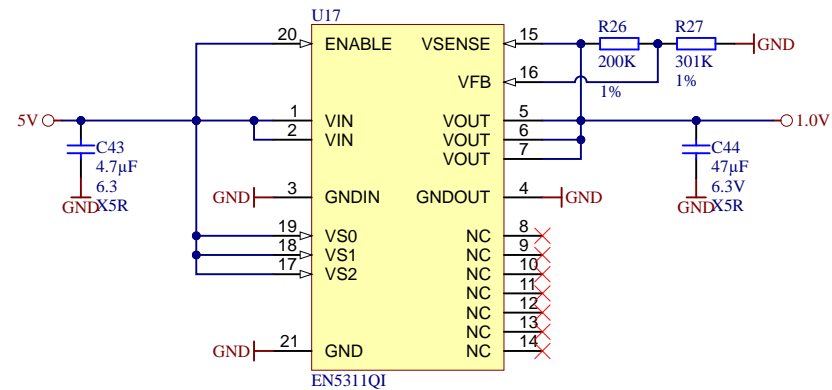 U17
20 ENABLE VSENSE 15 R26 R27
200K 301K GND
VFB 16 1% 1%
5V 1 VIN VOUT 5 1.0V
2 VIN VOUT 6
VOUT 7
C43 C44
4.7µF 47µF
6.3 6.3V
GND X5R GND X5R
GND 3 GNDIN GNDOUT 4 GND
19 VS0 NC 8
18 VS1 NC 9
17 VS2 NC 10
NC 11
NC 12
NC 13
GND 21 GND NC 14
EN5311QI